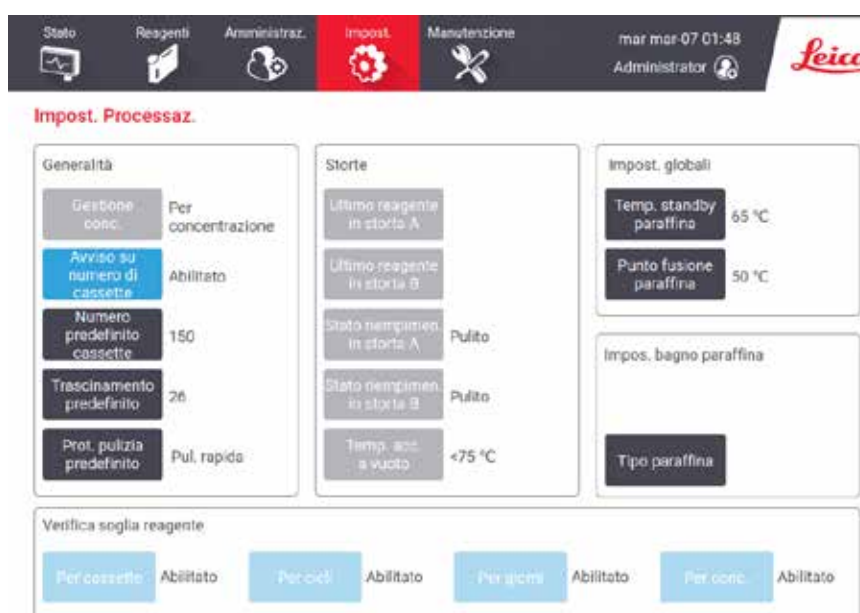 Stato Reagenti Amministraz. Impost. Manutenzione mar mar-07 01:48
Administrator
Leica
Impost. Processaz.
Generalità
Gestione
conc.
Per
concentrazione
Avviso su
numero di
cassette
Abilitato
Numero
predefinito
cassette
150
Trascinamento
predefinito
26
Prot. pulizia
predefinito
Pul. rapida
Storte
Ultimo reagente
in storta A
Ultimo reagente
in storta B
Stato riempimen.
in storta A
Pulito
Stato riempimen.
in storta B
Pulito
Temp. acc.
a vuoto
<75 °C
Impost. globali
Temp. standby
paraffina
65 °C
Punto fusione
paraffina
50 °C
Impos. bagno paraffina
Tipo paraffina
Verifica soglia reagente
Per cassette Abilitato Per cicli Abilitato Per giorni Abilitato Per conc. Abilitato